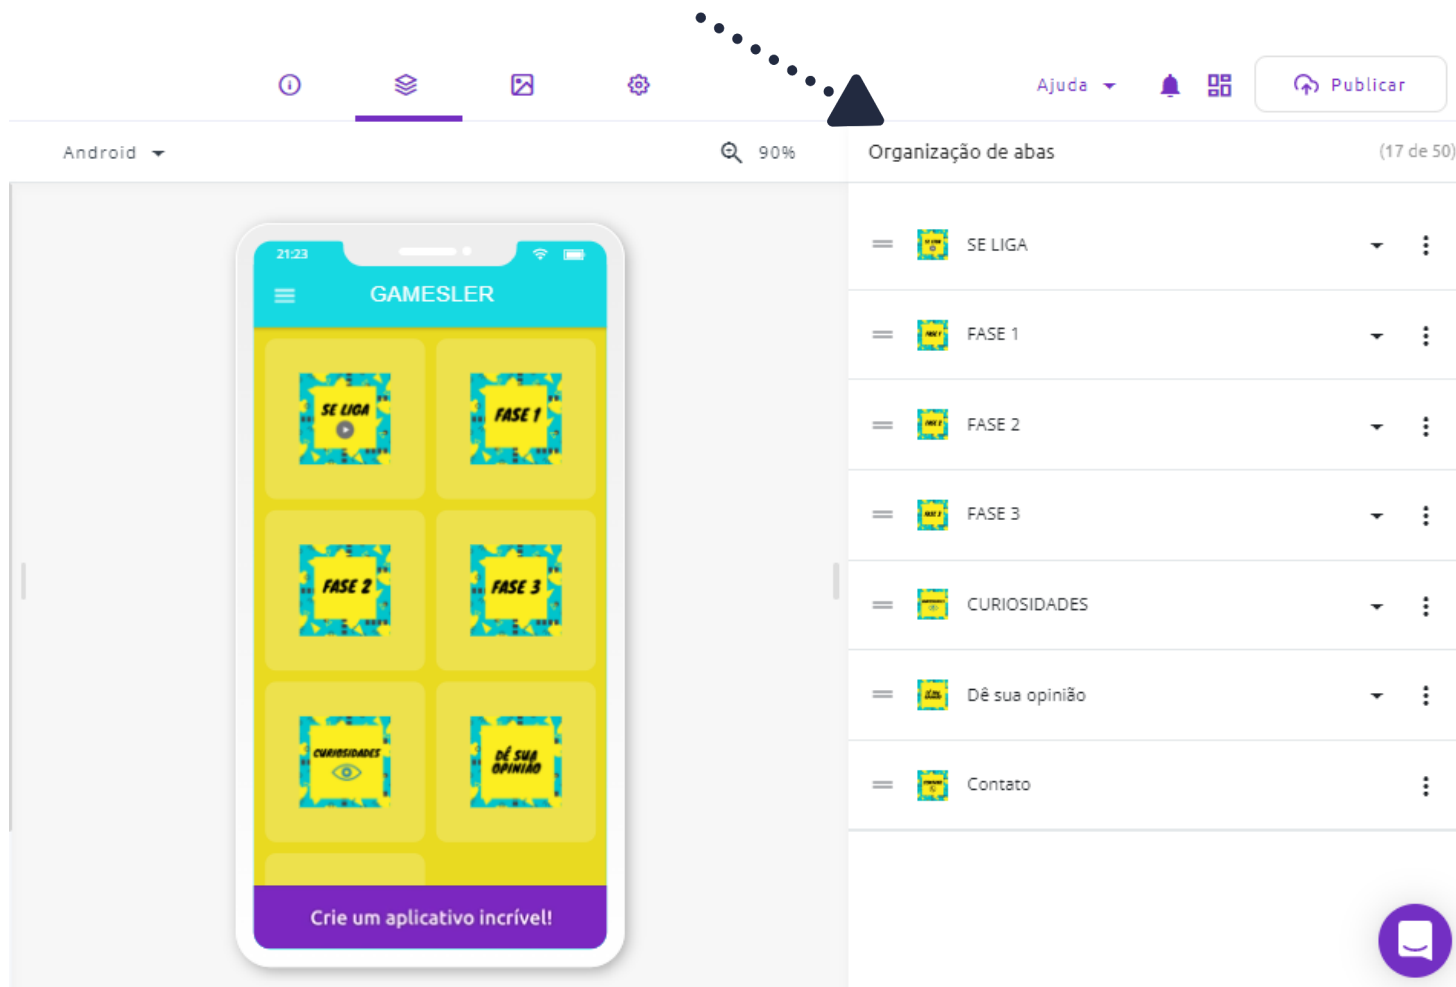 Ajuda
Publicar
Android
90%
Organização de abas
(17 de 50)
21:23
GAMESLER
SE LIGA
FASE 1
FASE 2
FASE 3
CURIOSIDADES
DÊ SUA
OPINIÃO
Crie um aplicativo incrível!
SE LIGA
FASE 1
FASE 2
FASE 3
CURIOSIDADES
Dê sua opinião
Contato